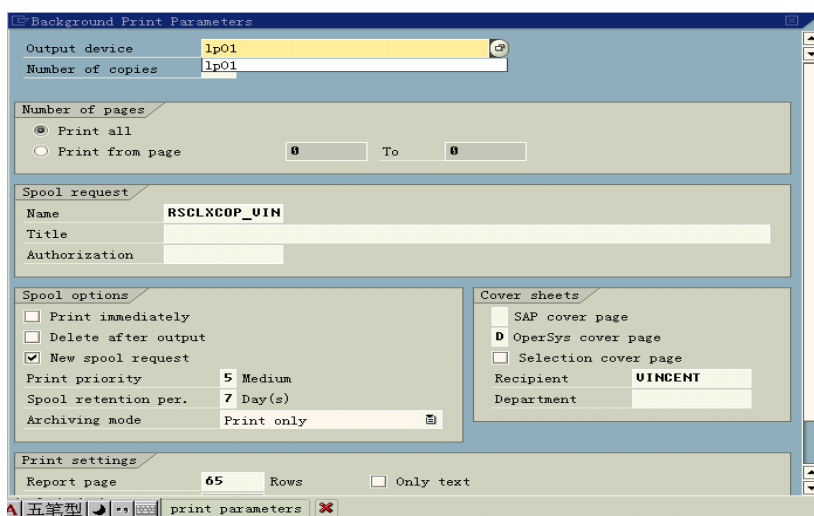 Background Print Parameters
Output device lp01
lp01
Number of copies
Number of pages
Print all
Print from page 0 To 0
Spool request
Name RSCLXCOP_VIN
Title
Authorization
Spool options
Print immediately
Delete after output
New spool request
Print priority 5 Medium
Spool retention per. 7 Day(s)
Archiving mode Print only
Cover sheets
SAP cover page
D OperSys cover page
Selection cover page
Recipient VINCENT
Department
Print settings
Report page 65 Rows Only text
A 五笔型 print parameters